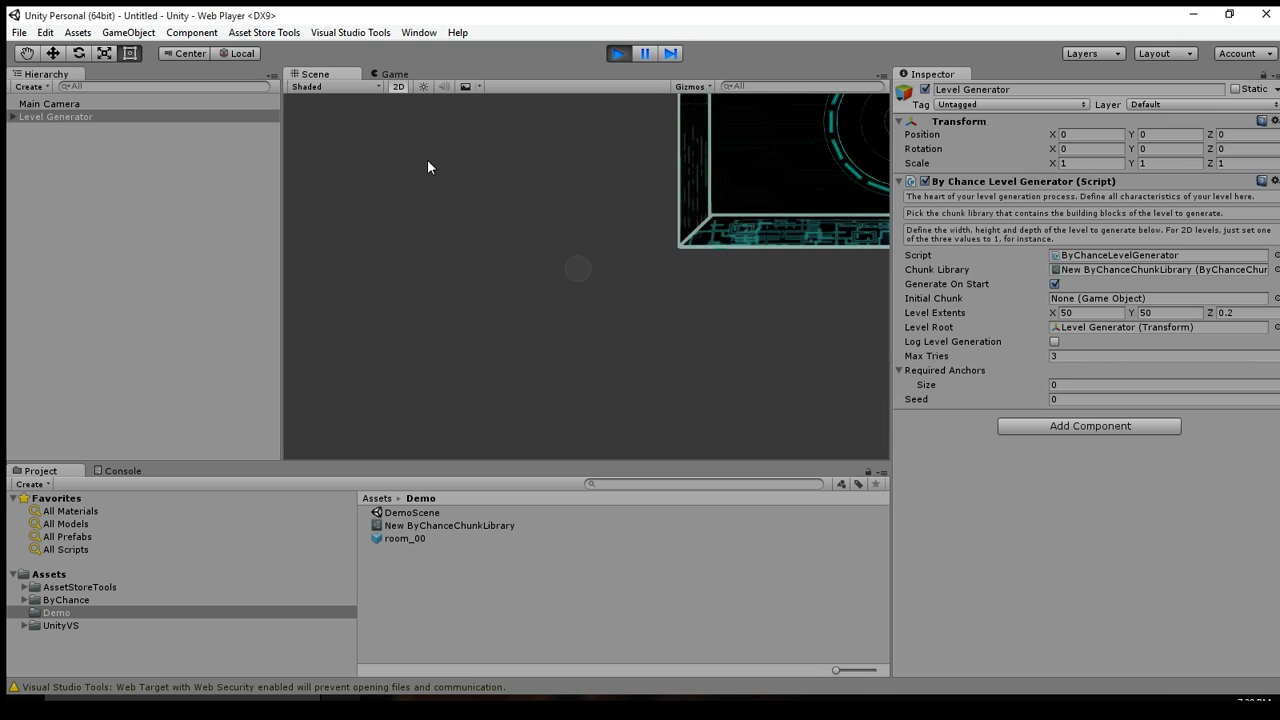 Unity Personal (64bit) - Untitled - Unity - Web Player <DX9>
File Edit Assets GameObject Component Asset Store Tools Visual Studio Tools Window Help
Center Local Layers Layout Account
Hierarchy
Create All
Main Camera
Level Generator
Scene Game
Shaded 2D Gizmos All
Inspector
Level Generator Static
Tag Untagged Layer Default
Transform
Position X 0 Y 0 Z 0
Rotation X 0 Y 0 Z 0
Scale X 1 Y 1 Z 1
By Chance Level Generator (Script)
The heart of your level generation process. Define all characteristics of your level here.
Pick the chunk library that contains the building blocks of the level to generate.
Define the width, height and depth of the level to generate below. For 2D levels, just set one
of the three values to 1, for instance.
Script ByChanceLevelGenerator
Chunk Library New ByChanceChunkLibrary (ByChanceChur
Generate On Start
Initial Chunk None (Game Object)
Level Extents X 50 Y 50 Z 0.2
Level Root Level Generator (Transform)
Log Level Generation
Max Tries 3
Required Anchors
Size 0
Seed 0
Add Component
Project Console
Create
Favorites
All Materials
All Models
All Prefabs
All Scripts
Assets
AssetStoreTools
ByChance
Demo
UnityVS
Assets Demo
DemoScene
New ByChanceChunkLibrary
room_00
Visual Studio Tools: Web Target with Web Security enabled will prevent opening files and communication.